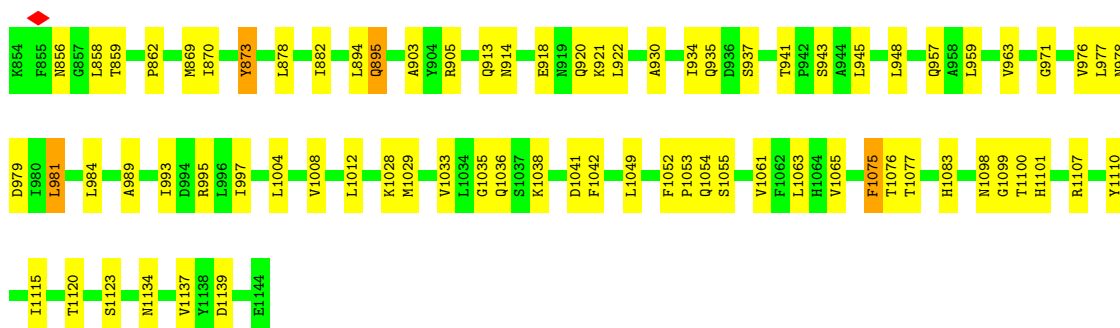 K854 F855 N856 G857 L858 T859 P862 M869 I870 Y873 L878 I882 L894 Q895 A903 Y904 R905 Q913 N914 E918 N919 Q920 K921 L922 A930 I934 Q935 D936 S937 T941 P942 S943 A944 L945 L948 Q957 A958 L959 V963 G971 V976 L977
D979 I980 L981 L984 A989 I993 D994 R995 L996 I997 L1004 V1008 L1012 K1028 M1029 V1033 L1034 G1035 Q1036 S1037 K1038 D1041 F1042 L1049 F1052 P1053 Q1054 S1055 V1061 F1062 L1063 H1064 V1065 F1075 T1076 T1077 H1083 N1098 G1099 T1100 H1101 R1107 Y1110
I1115 T1120 S1123 N1134 V1137 Y1138 D1139 E1144